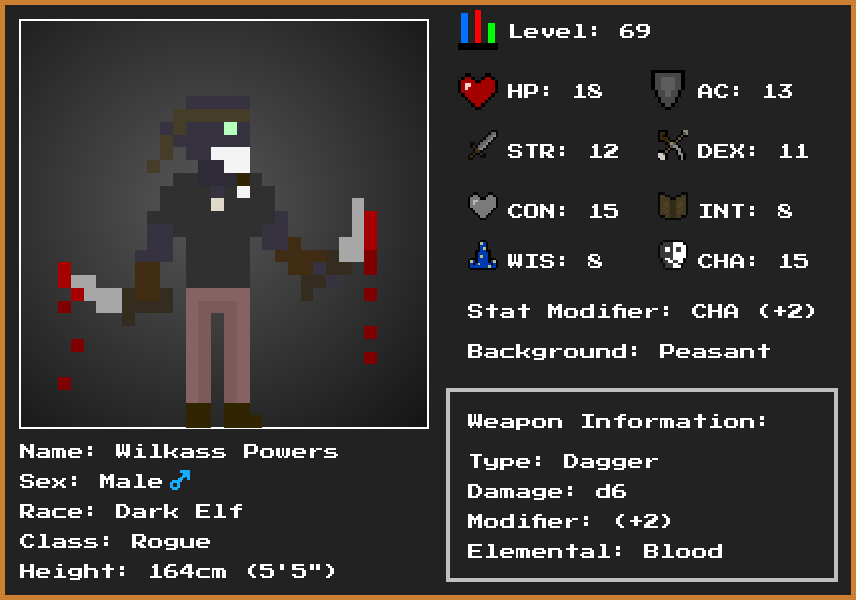 Level: 69
HP: 18 AC: 13
STR: 12 DEX: 11
CON: 15 INT: 8
WIS: 8 CHA: 15
Stat Modifier: CHA (+2)
Background: Peasant
Weapon Information:
Type: Dagger
Damage: d6
Modifier: (+2)
Elemental: Blood
Name: Wilkass Powers
Sex: Male♂
Race: Dark Elf
Class: Rogue
Height: 164cm (5'5")